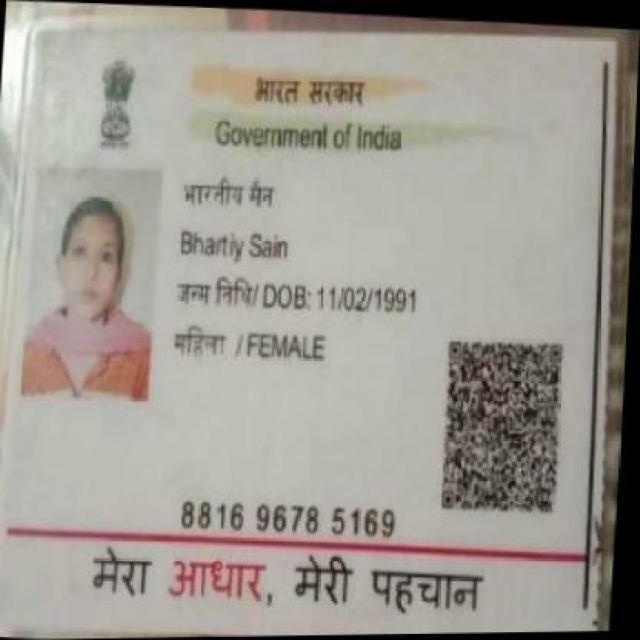 भारत सरकार
Government of India
भारतीय सैन
Bhartiy Sain
जन्म तिथि/ DOB: 11/02/1991
महिला / FEMALE
8816 9678 5169
मेरा आधार, मेरी पहचान